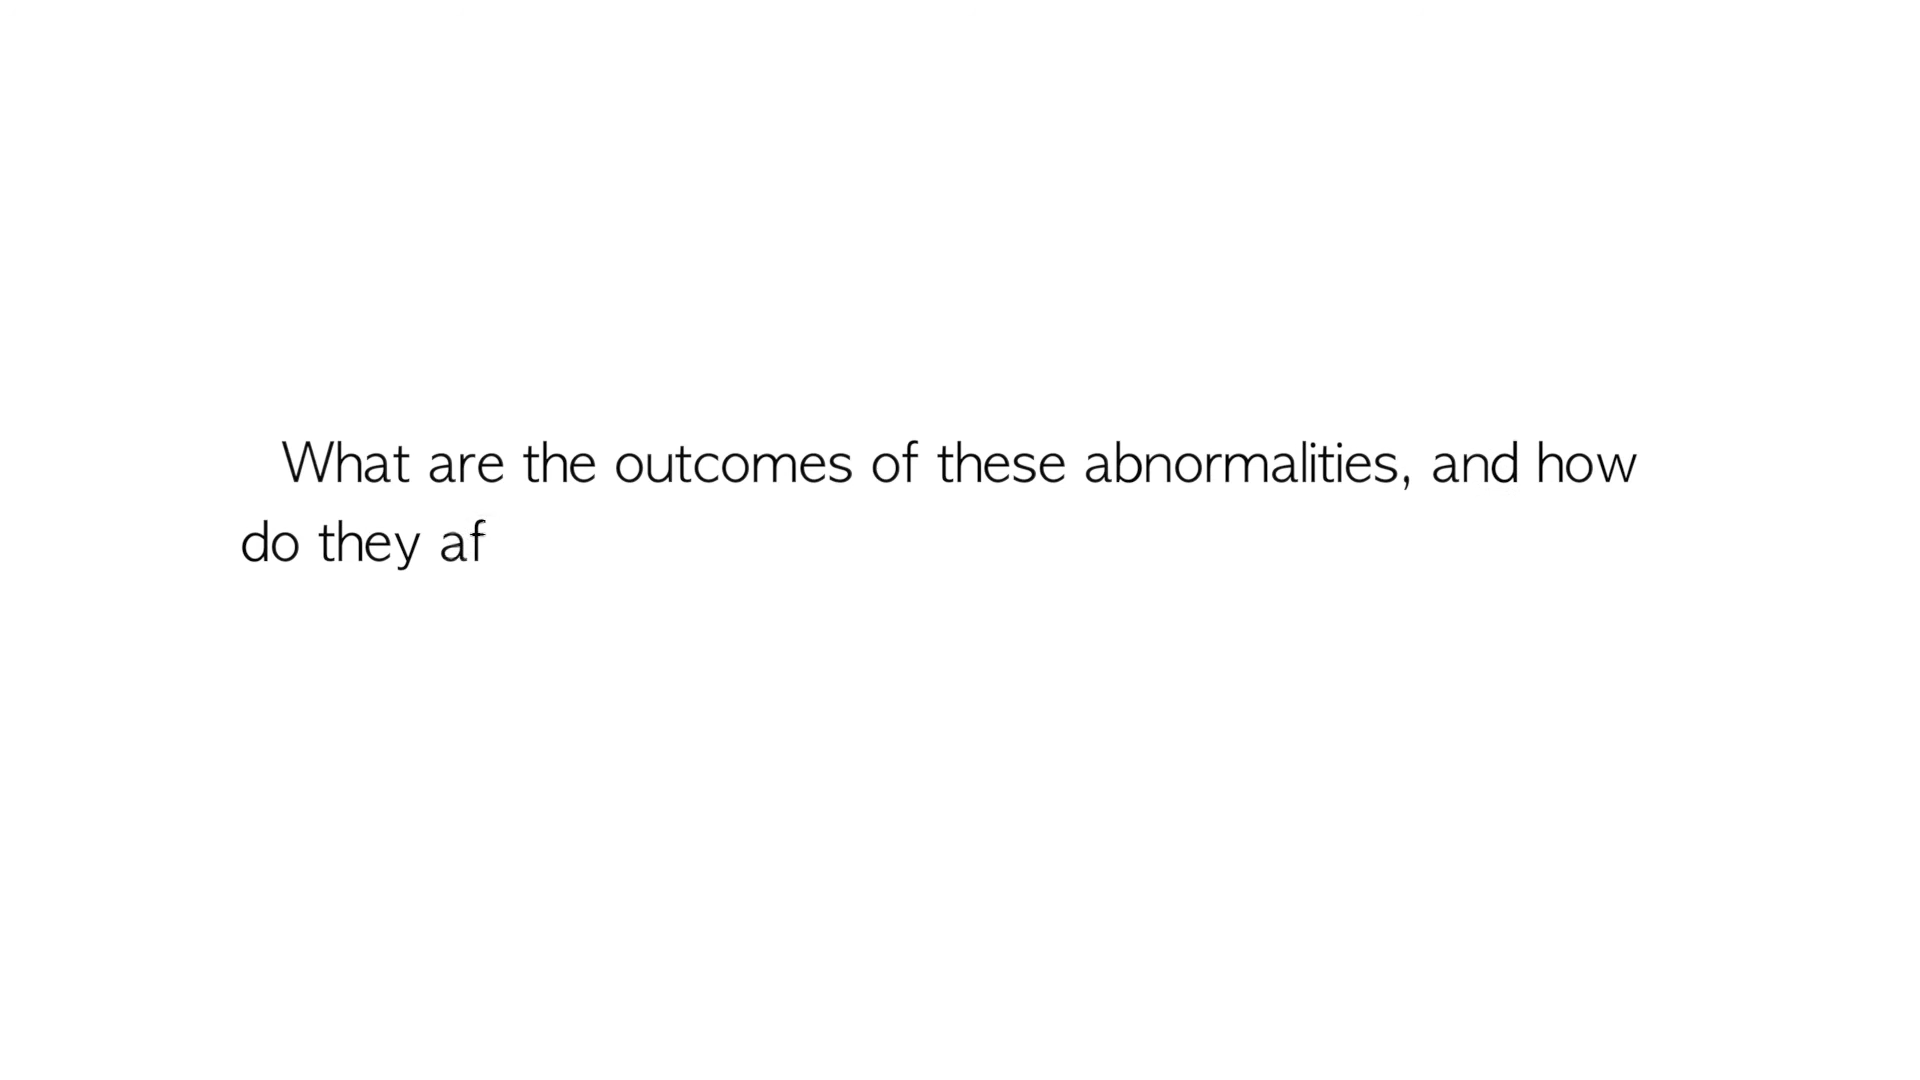 What are the outcomes of these abnormalities, and how
do they af